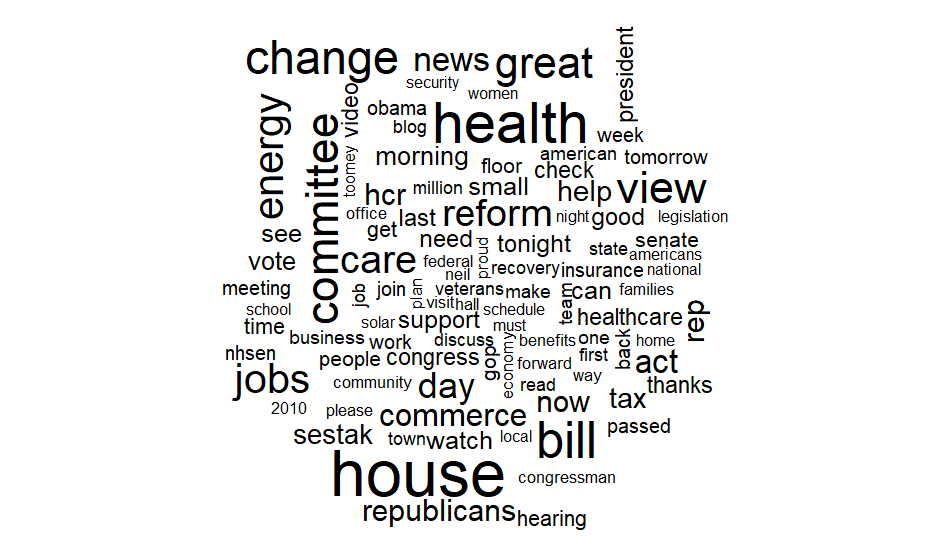 change
news
great
president
security
women
energy
video
obama
blog
health
week
committee
toomey
morning
floor
american
tomorrow
check
hcr
million
small
help
view
office
last
reform
night
good
legislation
see
get
need
tonight
state
senate
vote
care
federal
proud
americans
neil
recovery
insurance
national
meeting
job
join
plan
veterans
make
team
can
families
school
visit
hall
schedule
healthcare
rep
time
solar
support
must
business
work
discuss
benefits
one
back
home
nhsen
people
congress
gop
economy
forward
first
act
jobs
community
day
read
way
thanks
2010
please
commerce
now
tax
sestak
town
watch
local
bill
passed
house
congressman
republicans
hearing